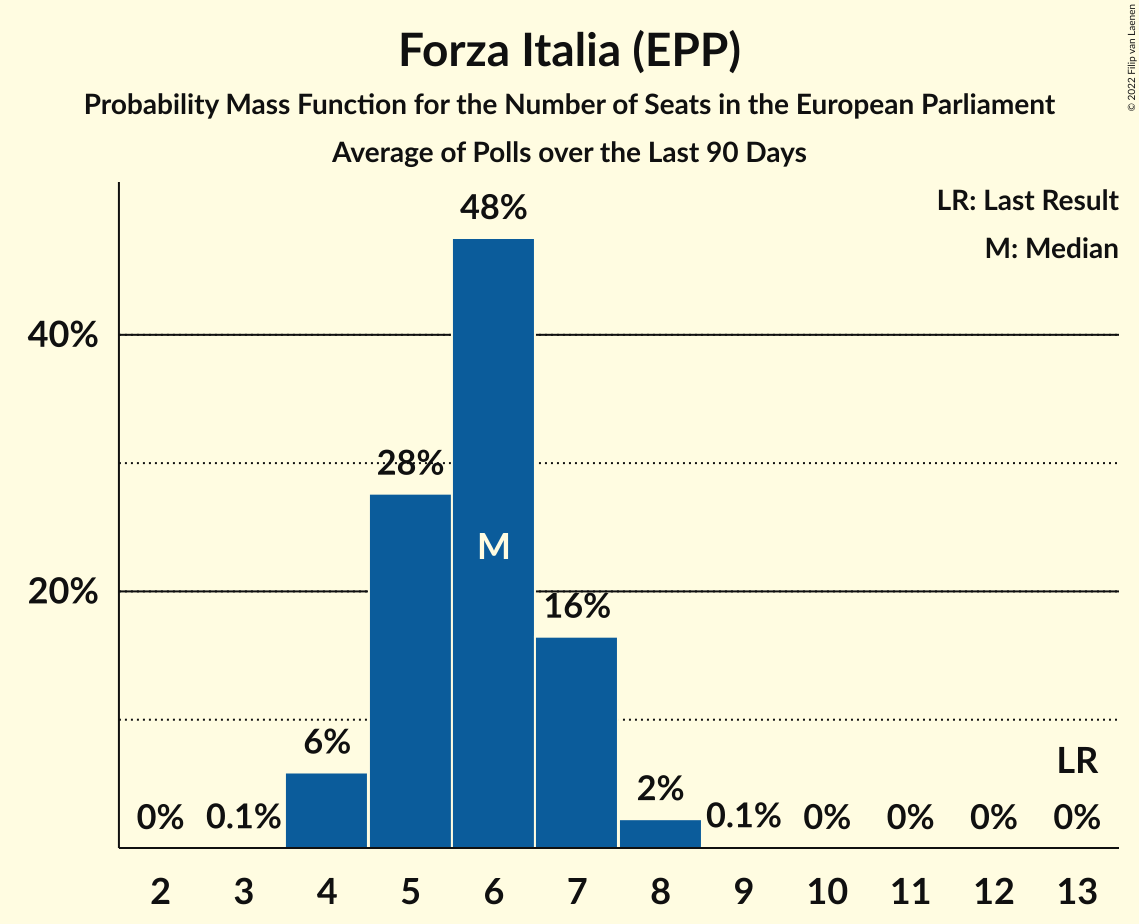 Forza Italia (EPP)
Probability Mass Function for the Number of Seats in the European Parliament
Average of Polls over the Last 90 Days
© 2022 Filip van Laenen
LR: Last Result
M: Median
48%
40%
28%
M
20%
16%
6%
LR
2%
0% 0.1% 0.1% 0% 0% 0% 0%
2 3 4 5 6 7 8 9 10 11 12 13